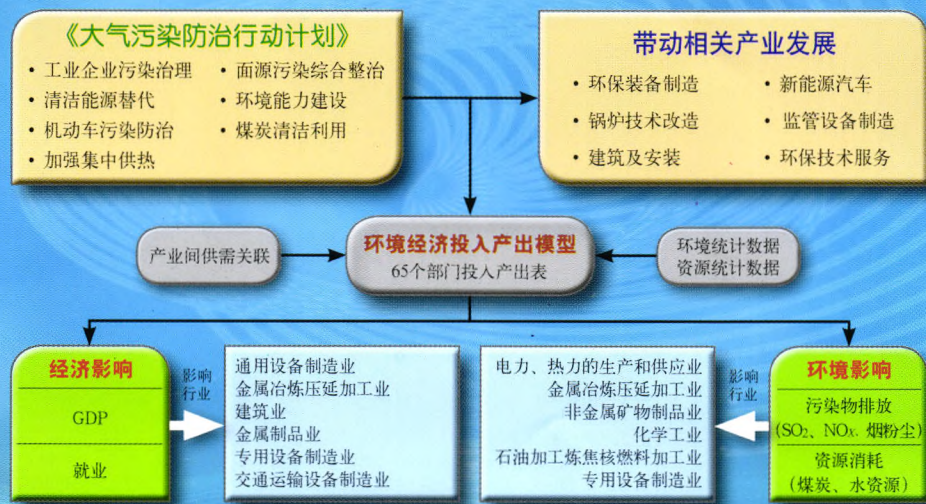 《大气污染防治行动计划》
• 工业企业污染治理
• 清洁能源替代
• 机动车污染防治
• 加强集中供热
• 面源污染综合整治
• 环境能力建设
• 煤炭清洁利用
带动相关产业发展
• 环保装备制造
• 锅炉技术改造
• 建筑及安装
• 新能源汽车
• 监管设备制造
• 环保技术服务
产业间供需关联
环境经济投入产出模型
65个部门投入产出表
环境统计数据
资源统计数据
经济影响
GDP
就业
影响
行业
通用设备制造业
金属冶炼压延加工业
建筑业
金属制品业
专用设备制造业
交通运输设备制造业
电力、热力的生产和供应业
金属冶炼压延加工业
非金属矿物制品业
化学工业
石油加工炼焦核燃料加工业
专用设备制造业
影响
行业
环境影响
污染物排放
(SO₂、NOₓ、烟粉尘)
资源消耗
(煤炭、水资源)